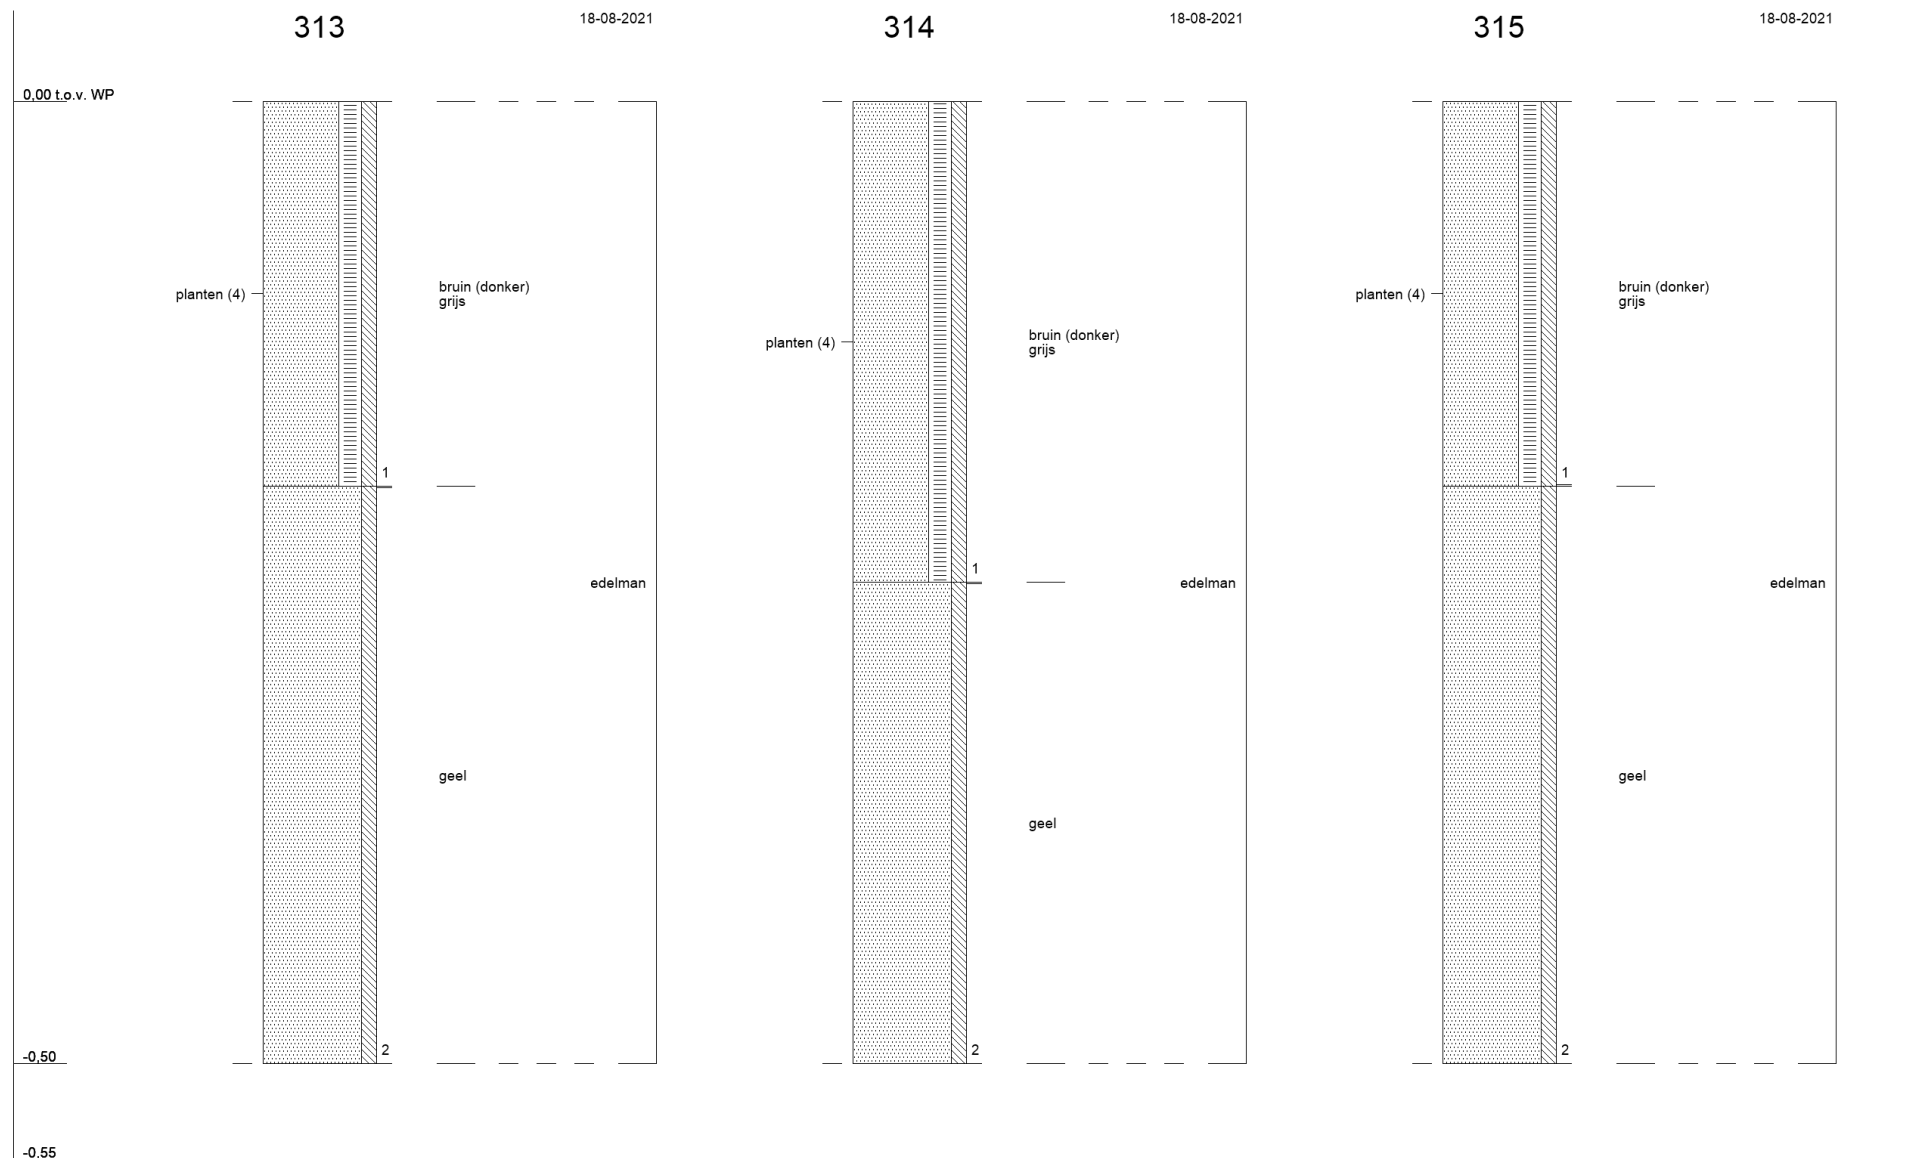 313
18-08-2021
314
18-08-2021
315
18-08-2021
0,00 t.o.v. WP
planten (4)
bruin (donker)
grijs
1
edelman
geel
2
planten (4)
bruin (donker)
grijs
1
edelman
geel
2
planten (4)
bruin (donker)
grijs
1
edelman
geel
2
-0,50
-0.55